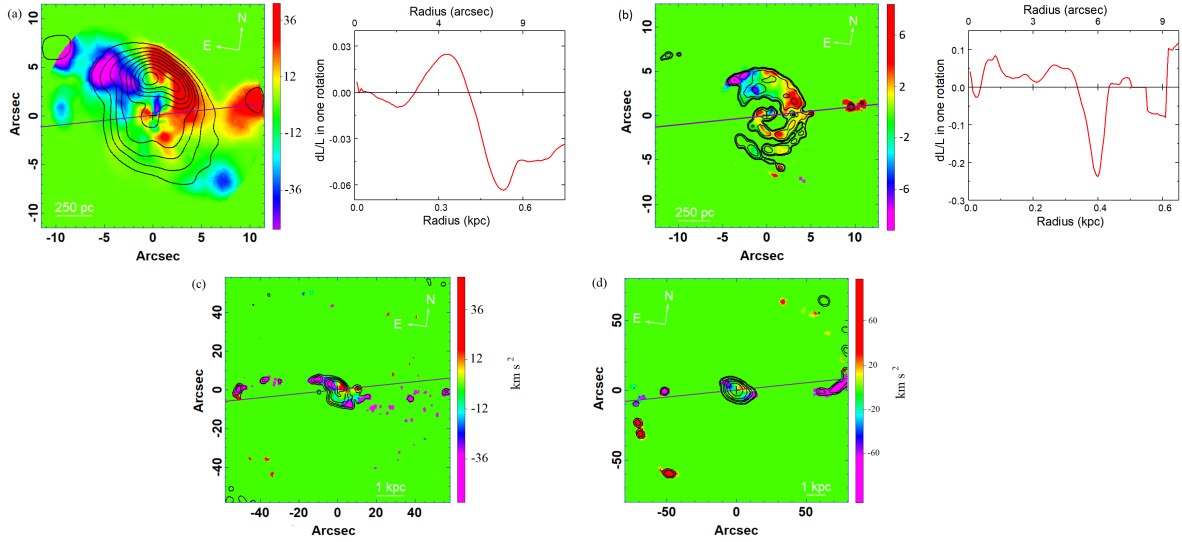 (a)
10
5
0
-5
-10
Arcsec
-10 -5 0 5 10
Arcsec
250 pc
N
E
36
12
-12
-36
Radius (arcsec)
0 4 9
0.03
0.00
-0.03
-0.06
dL/L in one rotation
0.0 0.3 0.6
Radius (kpc)
(b)
10
5
0
-5
-10
Arcsec
-10 -5 0 5 10
Arcsec
250 pc
N
E
6
2
-2
-6
Radius (arcsec)
0 3 6 9
0.1
0.0
-0.1
-0.2
-0.3
dL/L in one rotation
0.0 0.2 0.4 0.6
Radius (kpc)
(c)
40
20
0
-20
-40
Arcsec
-40 -20 0 20 40
Arcsec
1 kpc
N
E
36
12
-12
-36
km s 2
(d)
50
0
-50
Arcsec
-50 0 50
Arcsec
1 kpc
N
E
60
20
-20
-60
km s 2